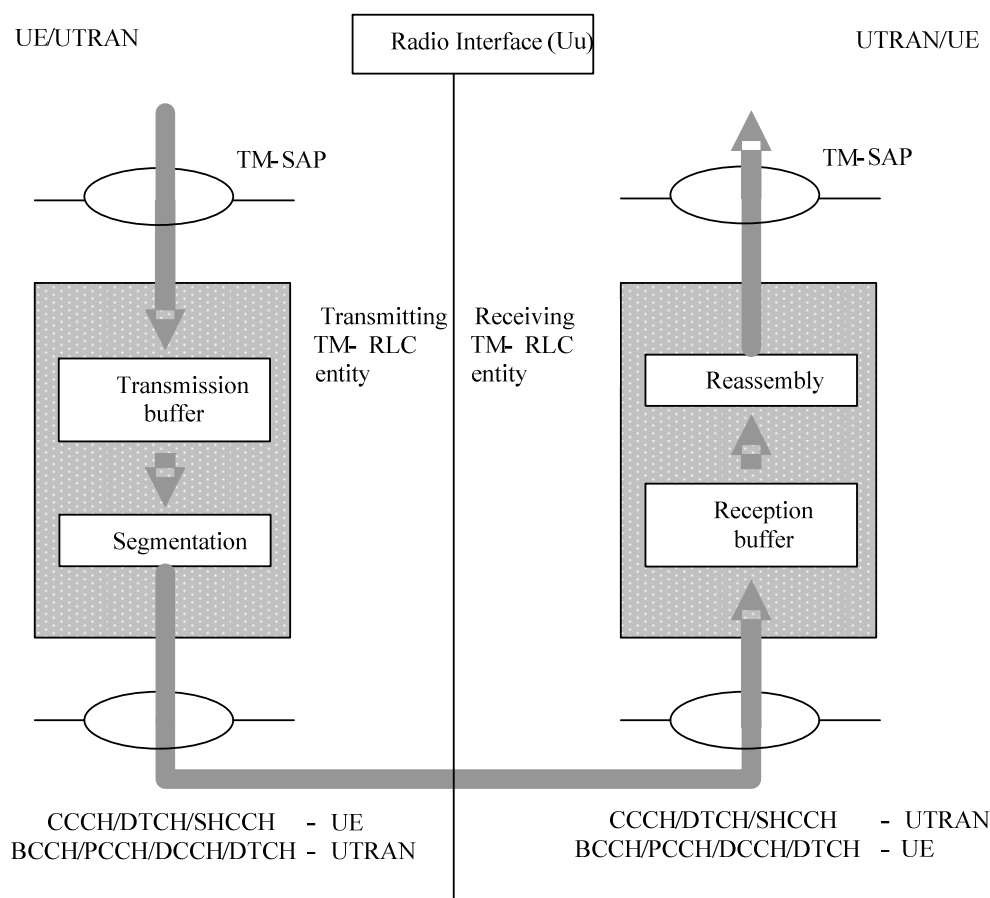 UE/UTRAN
Radio Interface (Uu)
UTRAN/UE
TM- SAP
TM- SAP
Transmitting
TM- RLC
entity
Receiving
TM- RLC
entity
Transmission
buffer
Segmentation
Reassembly
Reception
buffer
CCCH/DTCH/SHCCH - UE
BCCH/PCCH/DCCH/DTCH - UTRAN
CCCH/DTCH/SHCCH - UTRAN
BCCH/PCCH/DCCH/DTCH - UE